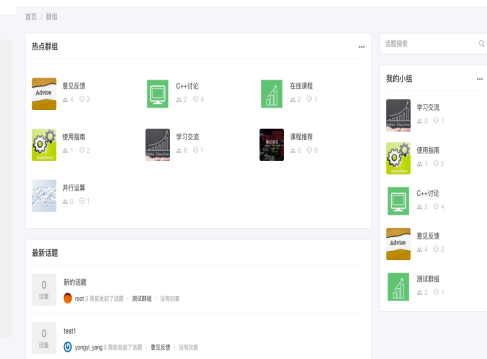 首页 / 群组
热点群组
话题搜索
Advice
意见反馈
4 2
C++讨论
2 4
在线课程
2 1
使用指南
1 2
学习交流
0 1
课程推荐
0 0
并行运算
0 1
我的小组
学习交流
0 1
使用指南
1 2
C++讨论
2 4
Advice
意见反馈
4 2
测试群组
2 1
最新话题
0
回复
新的话题
root 3 周前发起了话题 · 测试群组 · 没有回复
0
回复
test1
yongyi_yang 3 周前发起了话题 · 意见反馈 · 没有回复